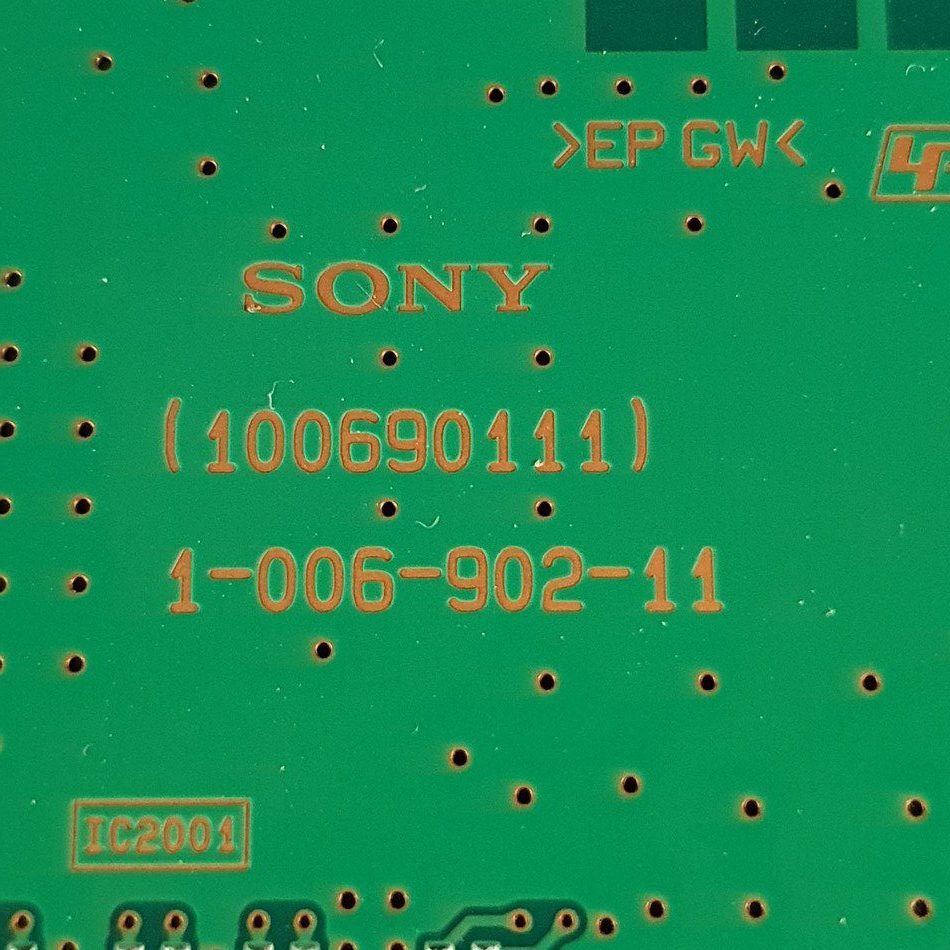 >EP GW<
SONY
(100690111)
1-006-902-11
IC2001